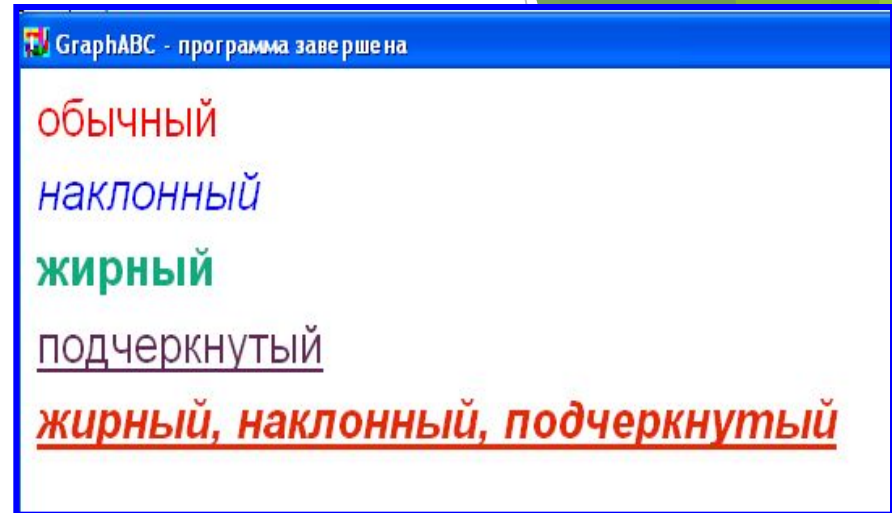 GraphABC - программа завершена
обычный
наклонный
жирный
подчеркнутый
жирный, наклонный, подчеркнутый